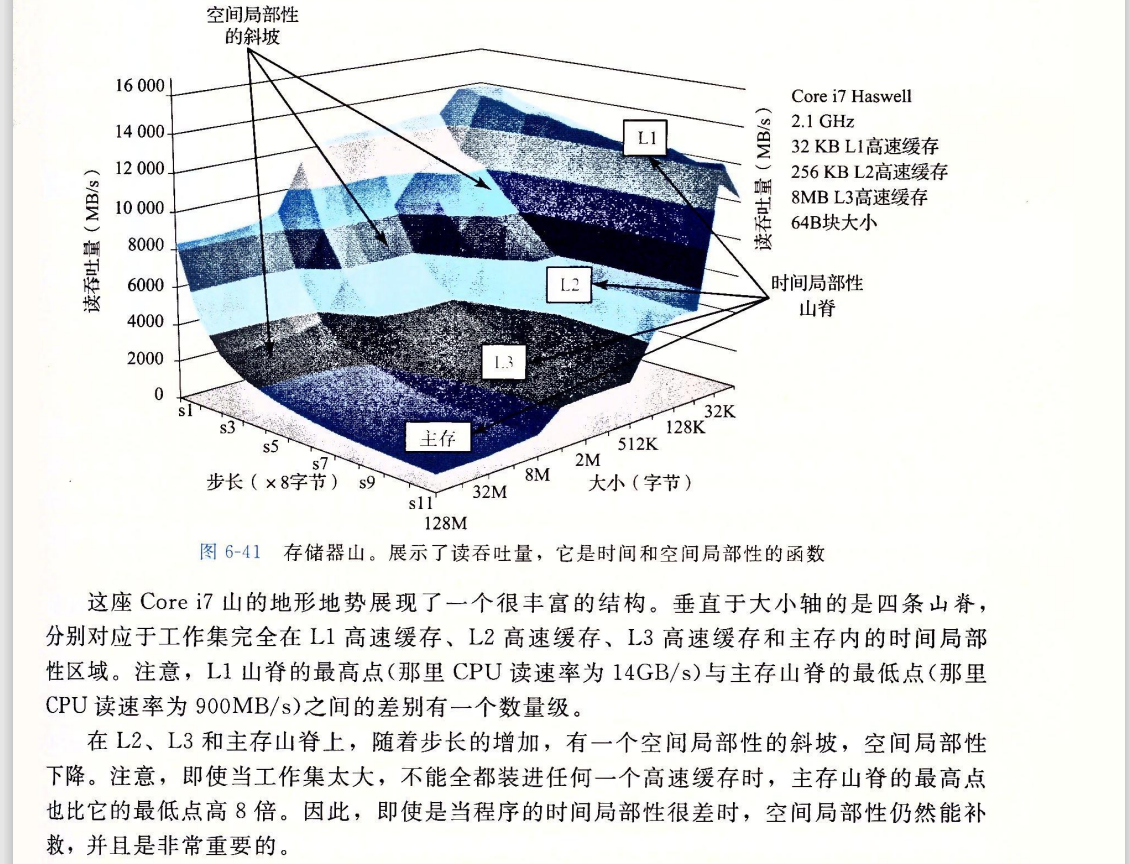 空间局部性
的斜坡
16 000
14 000
12 000
10 000
8000
6000
4000
2000
0
读吞吐量(MB/s)
L1
L2
L3
主存
读吞吐量(MB/s)
Core i7 Haswell
2.1 GHz
32 KB L1高速缓存
256 KB L2高速缓存
8MB L3高速缓存
64B块大小
时间局部性
山脊
s1
s3
s5
s7
s9
s11
步长(×8字节)
128M
32M
8M
2M
512K
128K
32K
大小(字节)
图 6-41 存储器山。展示了读吞吐量,它是时间和空间局部性的函数
这座 Core i7 山的地形地势展现了一个很丰富的结构。垂直于大小轴的是四条山脊,
分别对应于工作集完全在 L1 高速缓存、L2 高速缓存、L3 高速缓存和主存内的时间局部
性区域。注意,L1 山脊的最高点(那里 CPU 读速率为 14GB/s)与主存山脊的最低点(那里
CPU 读速率为 900MB/s)之间的差别有一个数量级。
在 L2、L3 和主存山脊上,随着步长的增加,有一个空间局部性的斜坡,空间局部性
下降。注意,即使当工作集太大,不能全都装进任何一个高速缓存时,主存山脊的最高点
也比它的最低点高 8 倍。因此,即使是当程序的时间局部性很差时,空间局部性仍然能补
救,并且是非常重要的。